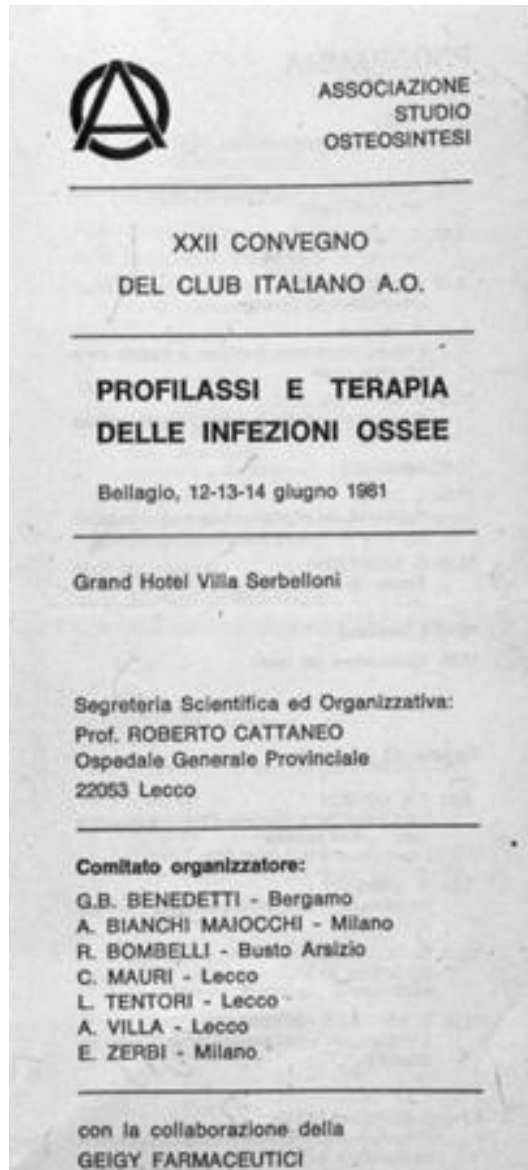 ASSOCIAZIONE
STUDIO
OSTEOSINTESI
XXII CONVEGNO
DEL CLUB ITALIANO A.O.
PROFILASSI E TERAPIA
DELLE INFEZIONI OSSEE
Bellagio, 12-13-14 giugno 1981
Grand Hotel Villa Serbelloni
Segreteria Scientifica ed Organizzativa:
Prof. ROBERTO CATTANEO
Ospedale Generale Provinciale
22053 Lecco
Comitato organizzatore:
G.B. BENEDETTI - Bergamo
A. BIANCHI MAIOCCHI - Milano
R. BOMBELLI - Busto Arsizio
C. MAURI - Lecco
L. TENTORI - Lecco
A. VILLA - Lecco
E. ZERBI - Milano
con la collaborazione della
GEIGY FARMACEUTICI